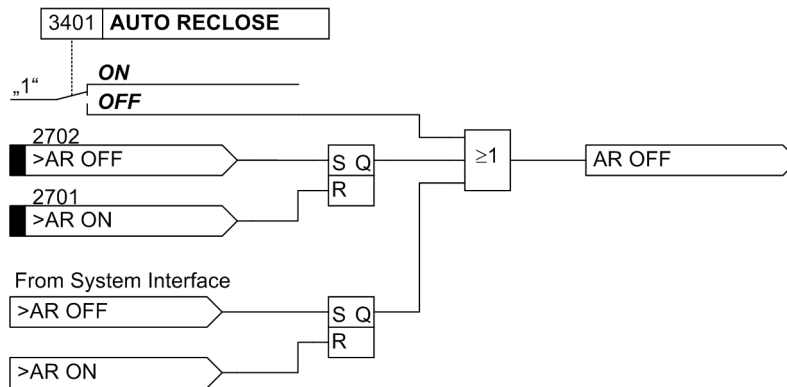 3401 AUTO RECLOSE
ON
„1“
OFF
2702
>AR OFF
S Q
≥1
AR OFF
R
2701
>AR ON
From System Interface
>AR OFF
S Q
R
>AR ON